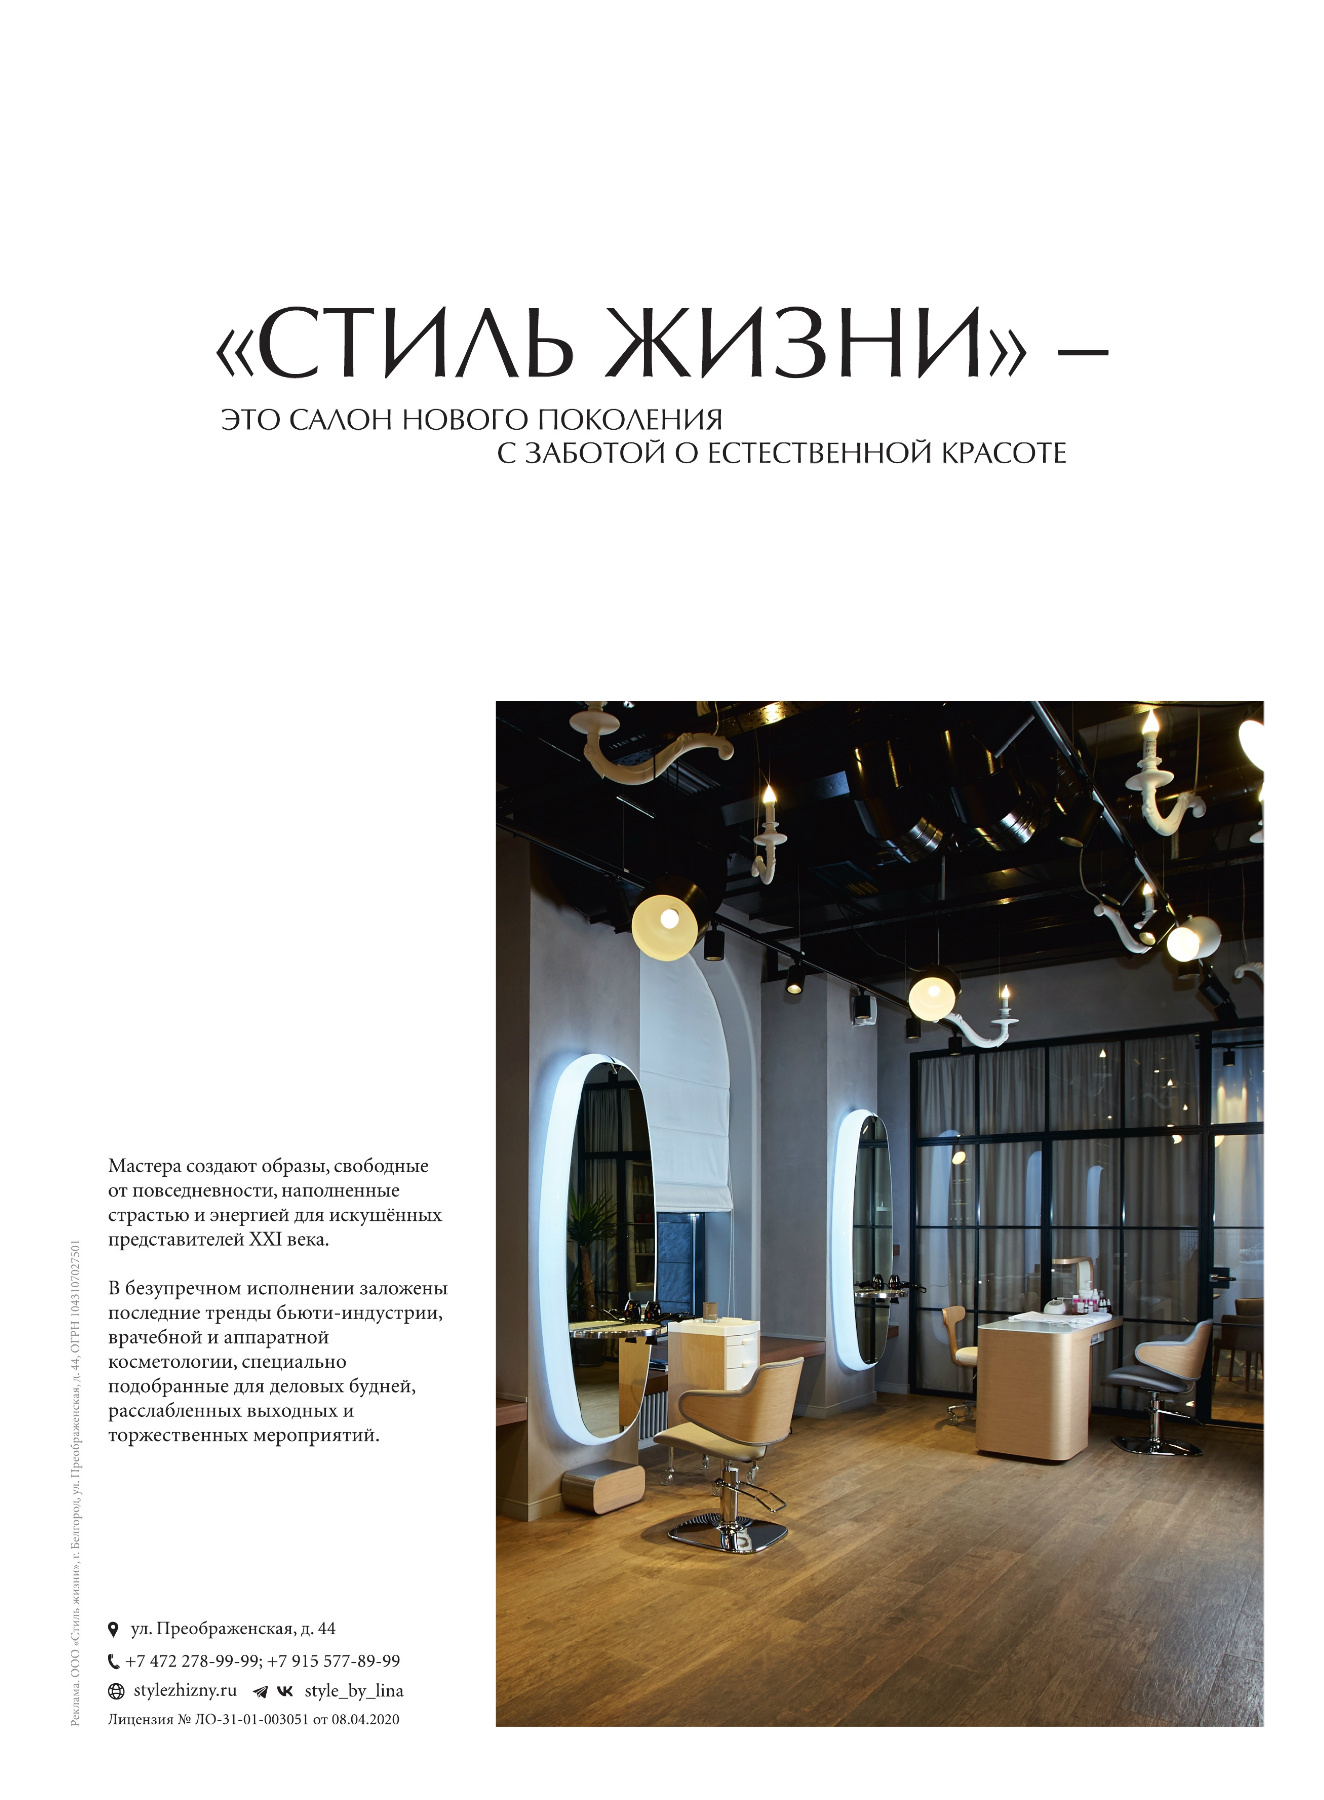 «СТИЛЬ ЖИЗНИ» –
ЭТО САЛОН НОВОГО ПОКОЛЕНИЯ
С ЗАБОТОЙ О ЕСТЕСТВЕННОЙ КРАСОТЕ
Мастера создают образы, свободные
от повседневности, наполненные
страстью и энергией для искушённых
представителей XXI века.
В безупречном исполнении заложены
последние тренды бьюти-индустрии,
врачебной и аппаратной
косметологии, специально
подобранные для деловых будней,
расслабленных выходных и
торжественных мероприятий.
ул. Преображенская, д. 44
+7 472 278-99-99; +7 915 577-89-99
stylezhizny.ru style_by_lina
Лицензия № ЛО-31-01-003051 от 08.04.2020
Реклама. ООО «Стиль жизни», г. Белгород, ул. Преображенская, д. 44, ОГРН 1043107027501